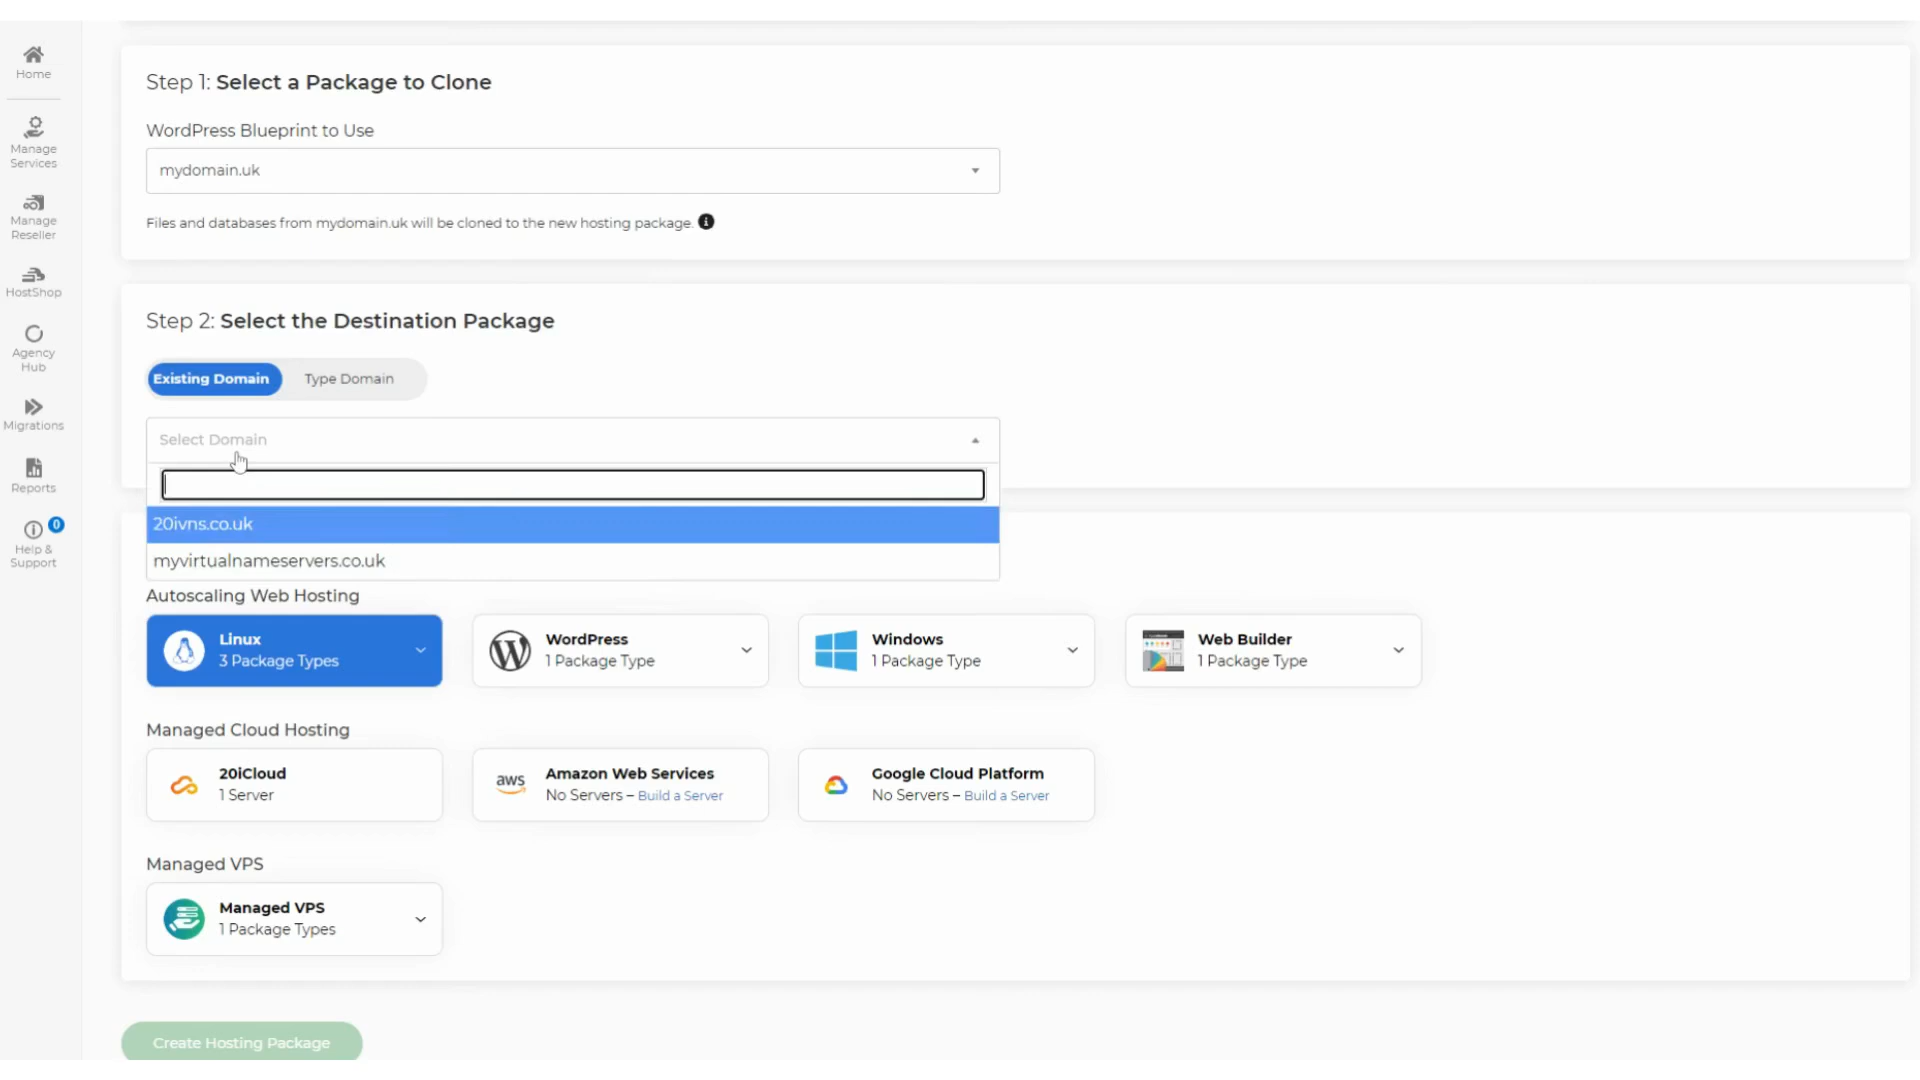 Home
Manage
Services
Manage
Reseller
HostShop
Agency
Hub
Migrations
Reports
0
Help &
Support
Step 1: Select a Package to Clone
WordPress Blueprint to Use
mydomain.uk
Files and databases from mydomain.uk will be cloned to the new hosting package.
Step 2: Select the Destination Package
Existing Domain
Type Domain
Select Domain
20ivns.co.uk
myvirtualnameservers.co.uk
Autoscaling Web Hosting
Linux
3 Package Types
WordPress
1 Package Type
Windows
1 Package Type
Web Builder
1 Package Type
Managed Cloud Hosting
20iCloud
1 Server
aws
Amazon Web Services
No Servers – Build a Server
Google Cloud Platform
No Servers – Build a Server
Managed VPS
Managed VPS
1 Package Types
Create Hosting Package